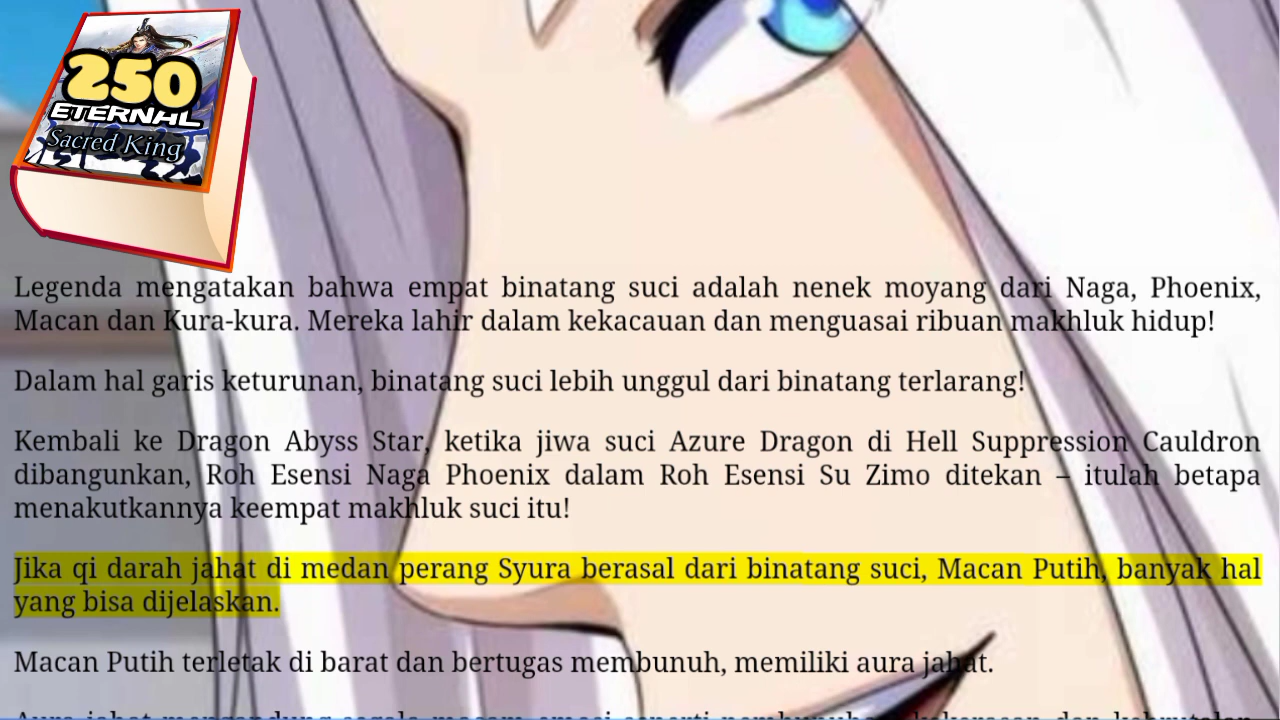 250
ETERNAL
Sacred King
Legenda mengatakan bahwa empat binatang suci adalah nenek moyang dari Naga, Phoenix,
Macan dan Kura-kura. Mereka lahir dalam kekacauan dan menguasai ribuan makhluk hidup!
Dalam hal garis keturunan, binatang suci lebih unggul dari binatang terlarang!
Kembali ke Dragon Abyss Star, ketika jiwa suci Azure Dragon di Hell Suppression Cauldron
dibangunkan, Roh Esensi Naga Phoenix dalam Roh Esensi Su Zimo ditekan – itulah betapa
menakutkannya keempat makhluk suci itu!
Jika qi darah jahat di medan perang Syura berasal dari binatang suci, Macan Putih, banyak hal
yang bisa dijelaskan.
Macan Putih terletak di barat dan bertugas membunuh, memiliki aura jahat.